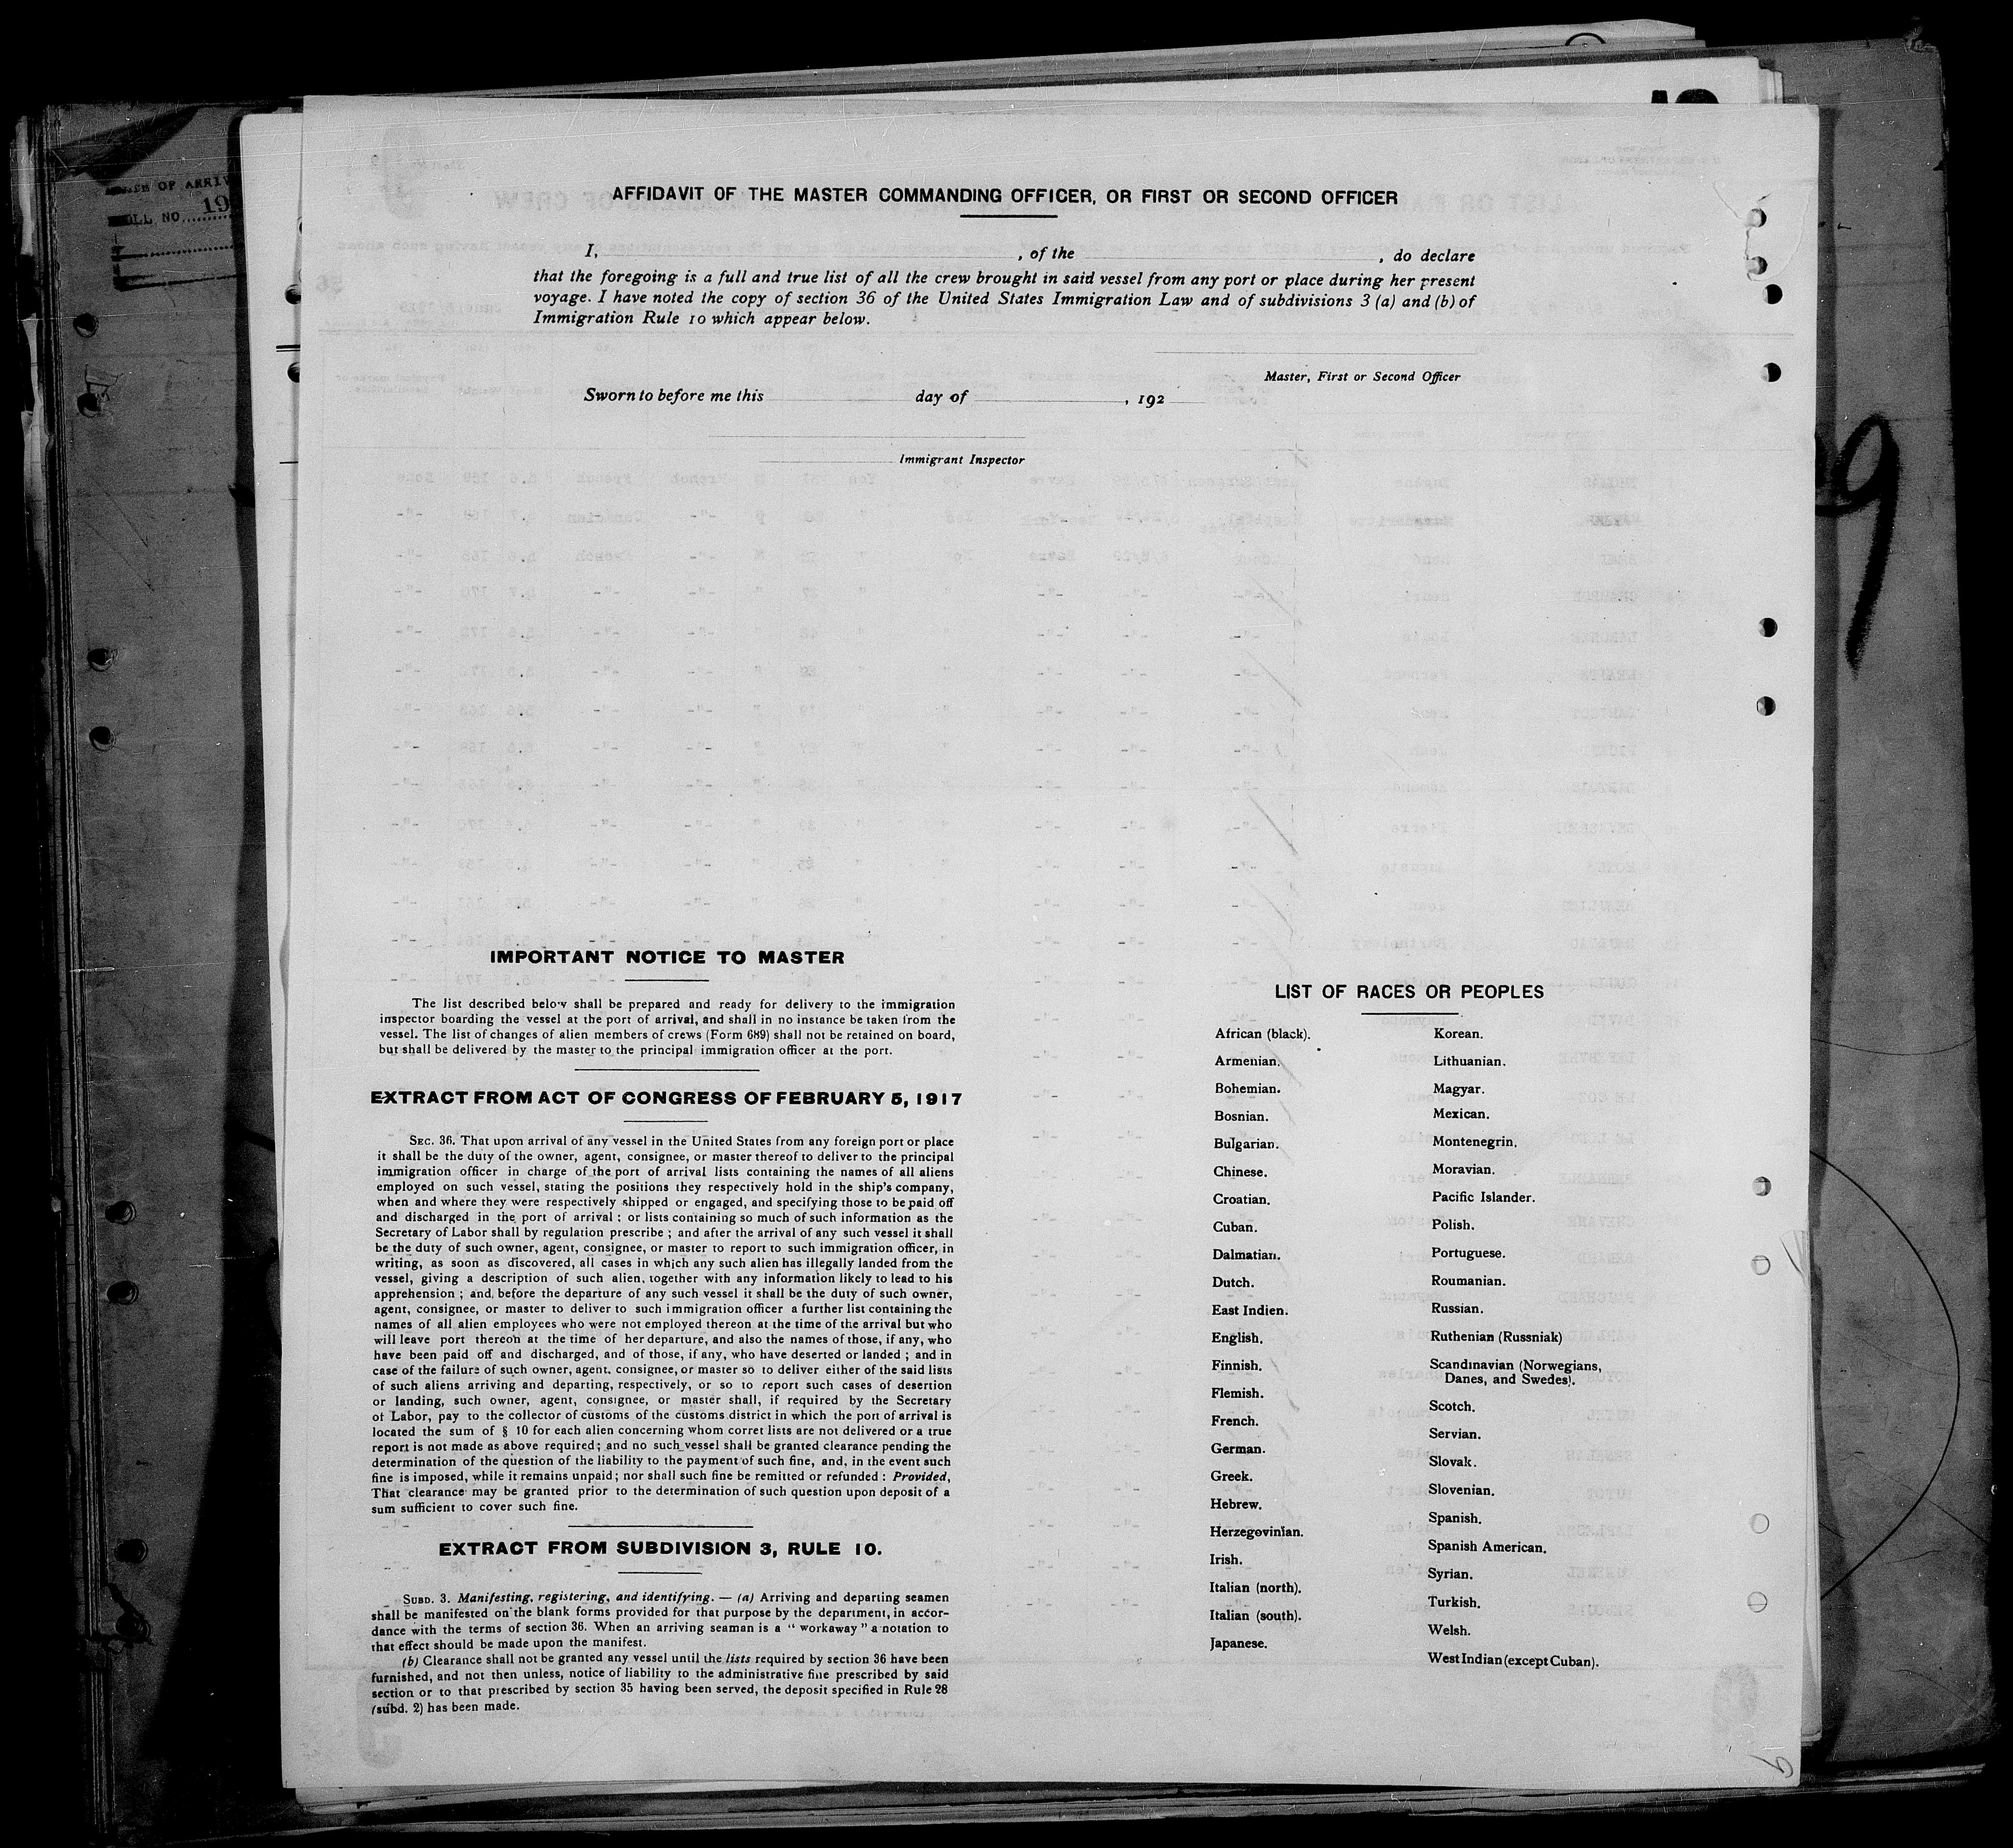 AFFIDAVIT OF THE MASTER COMMANDING OFFICER, OR FIRST OR SECOND OFFICER
I, , of the , do declare
that the foregoing is a full and true list of all the crew brought in said vessel from any port or place during her present
voyage. I have noted the copy of section 36 of the United States Immigration Law and of subdivisions 3 (a) and (b) of
Immigration Rule 10 which appear below.
Master, First or Second Officer
Sworn to before me this day of , 192
Immigrant Inspector
IMPORTANT NOTICE TO MASTER
The list described below shall be prepared and ready for delivery to the immigration
inspector boarding the vessel at the port of arrival, and shall in no instance be taken from the
vessel. The list of changes of alien members of crews (Form 689) shall not be retained on board,
but shall be delivered by the master to the principal immigration officer at the port.
EXTRACT FROM ACT OF CONGRESS OF FEBRUARY 5, 1917
SEC. 36. That upon arrival of any vessel in the United States from any foreign port or place
it shall be the duty of the owner, agent, consignee, or master thereof to deliver to the principal
immigration officer in charge of the port of arrival lists containing the names of all aliens
employed on such vessel, stating the positions they respectively hold in the ship's company,
when and where they were respectively shipped or engaged, and specifying those to be paid off
and discharged in the port of arrival ; or lists containing so much of such information as the
Secretary of Labor shall by regulation prescribe ; and after the arrival of any such vessel it shall
be the duty of such owner, agent, consignee, or master to report to such immigration officer, in
writing, as soon as discovered, all cases in which any such alien has illegally landed from the
vessel, giving a description of such alien, together with any information likely to lead to his
apprehension ; and before the departure of any such vessel it shall be the duty of such owner,
agent, consignee, or master to deliver to such immigration officer a further list containing the
names of all alien employees who were not employed thereon at the time of the arrival but who
will leave port thereon at the time of her departure, and also the names of those, if any, who
have been paid off and discharged, and of those, if any, who have deserted or landed ; and in
case of the failure of such owner, agent, consignee, or master so to deliver either of the said lists
of such aliens arriving and departing, respectively, or so to report such cases of desertion
or landing, such owner, agent, consignee, or master shall, if required by the Secretary
of Labor, pay to the collector of customs of the customs district in which the port of arrival is
located the sum of § 10 for each alien concerning whom corret lists are not delivered or a true
report is not made as above required ; and no such vessel shall be granted clearance pending the
determination of the question of the liability to the payment of such fine, and, in the event such
fine is imposed, while it remains unpaid ; nor shall such fine be remitted or refunded : Provided,
That clearance may be granted prior to the determination of such question upon deposit of a
sum sufficient to cover such fine.
EXTRACT FROM SUBDIVISION 3, RULE 10.
SUBD. 3. Manifesting, registering, and identifying. — (a) Arriving and departing seamen
shall be manifested on the blank forms provided for that purpose by the department, in accor-
dance with the terms of section 36. When an arriving seaman is a " workaway " a notation to
that effect should be made upon the manifest.
(b) Clearance shall not be granted any vessel until the lists required by section 36 have been
furnished, and not then unless, notice of liability to the administrative fine prescribed by said
section or to that prescribed by section 35 having been served, the deposit specified in Rule 28
(subd. 2) has been made.
LIST OF RACES OR PEOPLES
African (black).
Armenian.
Bohemian.
Bosnian.
Bulgarian.
Chinese.
Croatian.
Cuban.
Dalmatian.
Dutch.
East Indien.
English.
Finnish.
Flemish.
French.
German.
Greek.
Hebrew.
Herzegovinian.
Irish.
Italian (north).
Italian (south).
Japanese.
Korean.
Lithuanian.
Magyar.
Mexican.
Montenegrin.
Moravian.
Pacific Islander.
Polish.
Portuguese.
Roumanian.
Russian.
Ruthenian (Russniak)
Scandinavian (Norwegians,
Danes, and Swedes).
Scotch.
Servian.
Slovak.
Slovenian.
Spanish.
Spanish American.
Syrian.
Turkish.
Welsh.
West Indian (except Cuban).
OF
NO
19
9